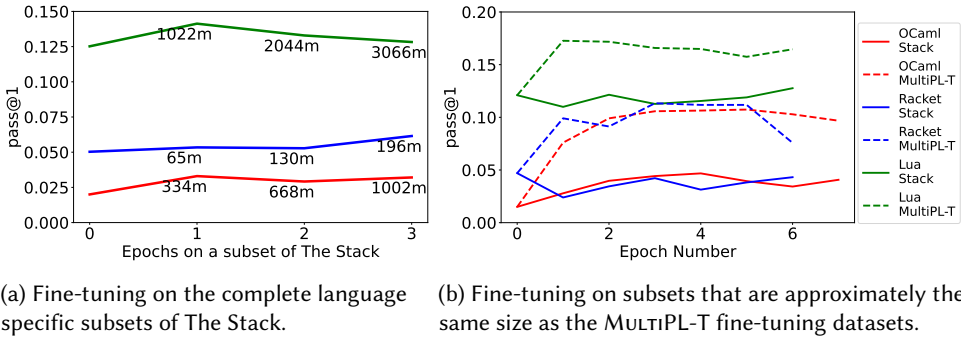 0.150
0.125
0.100
0.075
0.050
0.025
0.000
pass@1
1022m
2044m
3066m
65m
130m
196m
334m
668m
1002m
0 1 2 3
Epochs on a subset of The Stack
(a) Fine-tuning on the complete language
specific subsets of The Stack.
0.20
0.15
0.10
0.05
0.00
pass@1
0 2 4 6
Epoch Number
OCaml
Stack
OCaml
MultiPL-T
Racket
Stack
Racket
MultiPL-T
Lua
Stack
Lua
MultiPL-T
(b) Fine-tuning on subsets that are approximately the
same size as the MULTIPL-T fine-tuning datasets.